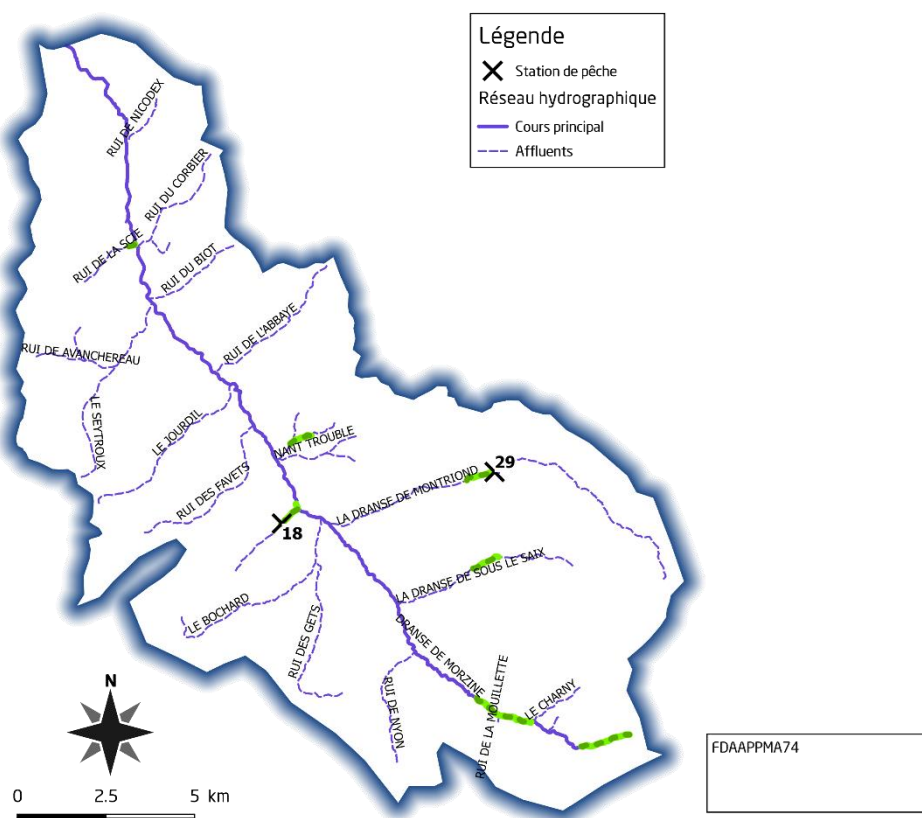 Légende
Station de pêche
Réseau hydrographique
Cours principal
Affluents
RUI DE NICODEX
RUI DU CORBIER
RUI DE LA SCIE
RUI DU BIOT
RUI DE L'ABBAYE
RUI DE AVANCHEREAU
LE SEYTROUX
LE JOURDIL
NANT TROUBLE
RUI DES FAVETS
29
LA DRANSE DE MONTRIOND
18
LA DRANSE DE SOUS LE SAIX
LE BOCHARD
RUI DES GETS
DRANSE DE MORZINE
RUI DE NYON
RUI DE LA MOUILLETTE
LE CHARNY
N
0 2.5 5 km
FDAAPPMA74